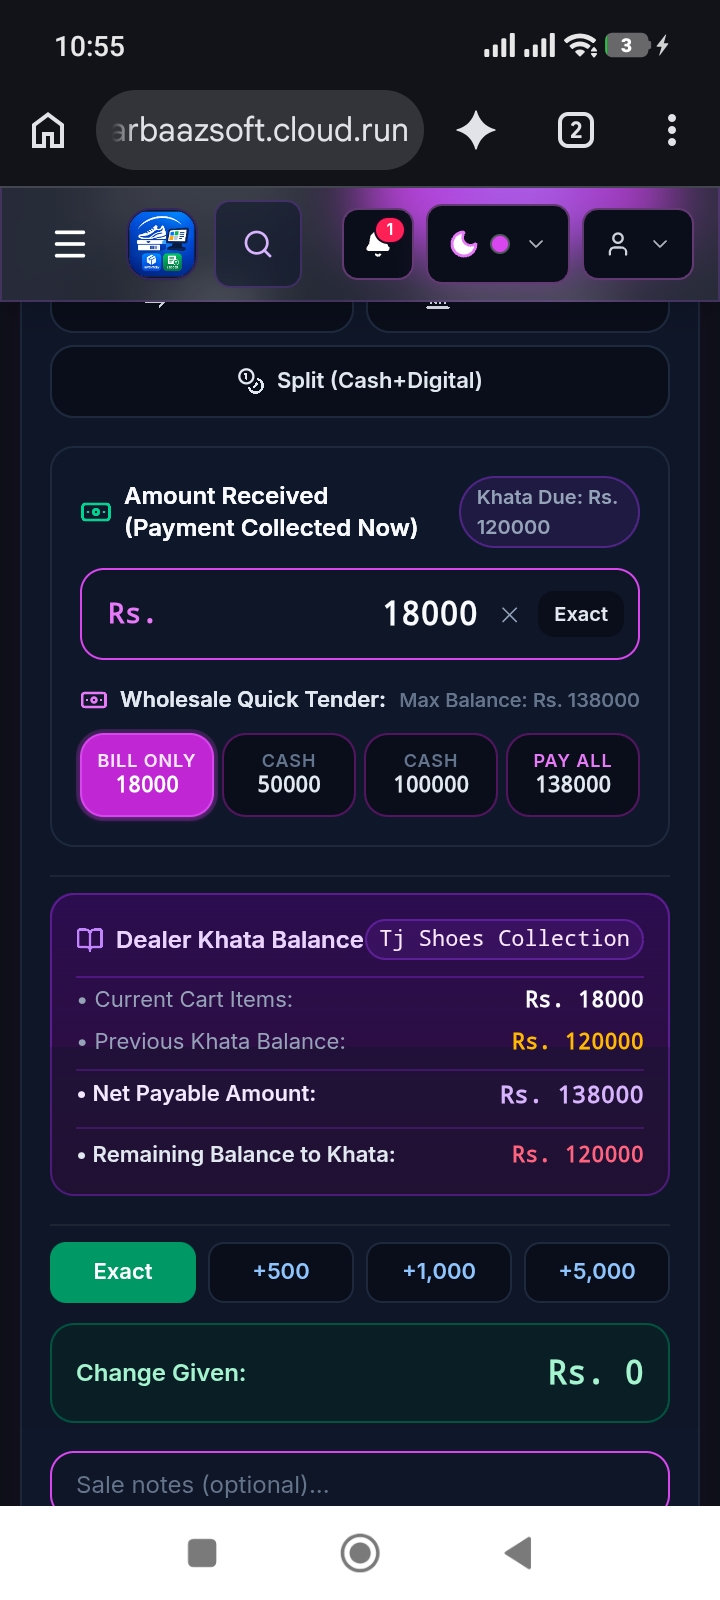 10:55
3
arbaazsoft.cloud.run
2
1
Split (Cash+Digital)
Amount Received
(Payment Collected Now)
Khata Due: Rs.
120000
Rs. 18000 × Exact
Wholesale Quick Tender: Max Balance: Rs. 138000
BILL ONLY CASH CASH PAY ALL
18000 50000 100000 138000
Dealer Khata Balance Tj Shoes Collection
• Current Cart Items: Rs. 18000
• Previous Khata Balance: Rs. 120000
• Net Payable Amount: Rs. 138000
• Remaining Balance to Khata: Rs. 120000
Exact +500 +1,000 +5,000
Change Given: Rs. 0
Sale notes (optional)...